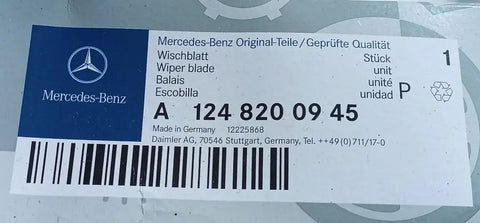 Mercedes-Benz
Mercedes-Benz Original-Teile/Geprüfte Qualität
Wischblatt Stück 1
Wiper blade unit
Balais unité
Escobilla unidad P
A 124 820 09 45
Made in Germany 12225868
Daimler AG, 70546 Stuttgart, Germany, Tel. ++49(0)711/17-0